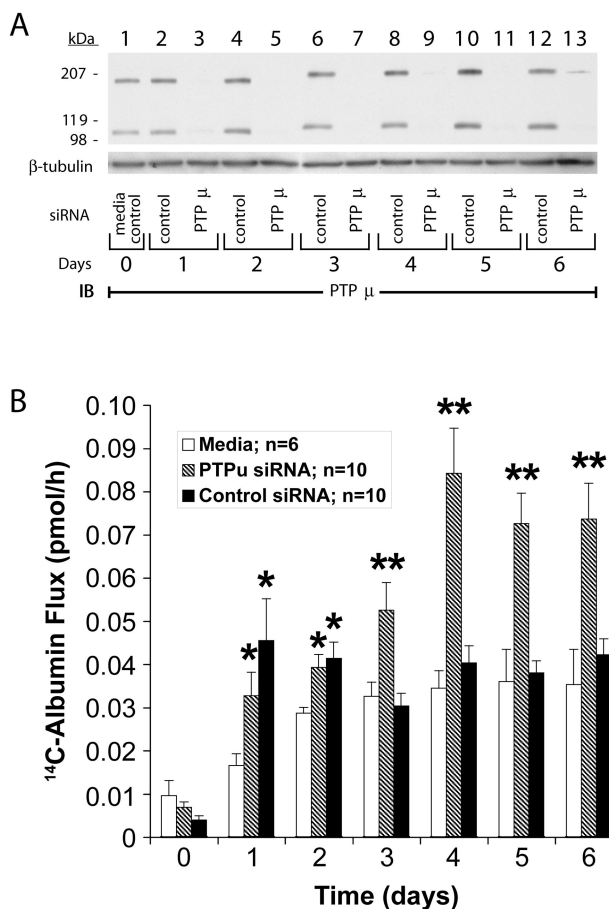 A
kDa 1 2 3 4 5 6 7 8 9 10 11 12 13
207 -
119 -
98 -
β-tubulin
siRNA media control control PTP μ control PTP μ control PTP μ control PTP μ control PTP μ control PTP μ
Days 0 1 2 3 4 5 6
IB PTP μ
B
0.10
0.09
0.08
0.07
0.06
0.05
0.04
0.03
0.02
0.01
0
¹⁴C-Albumin Flux (pmol/h)
Media; n=6
PTPu siRNA; n=10
Control siRNA; n=10
* * * * ** ** ** **
0 1 2 3 4 5 6
Time (days)